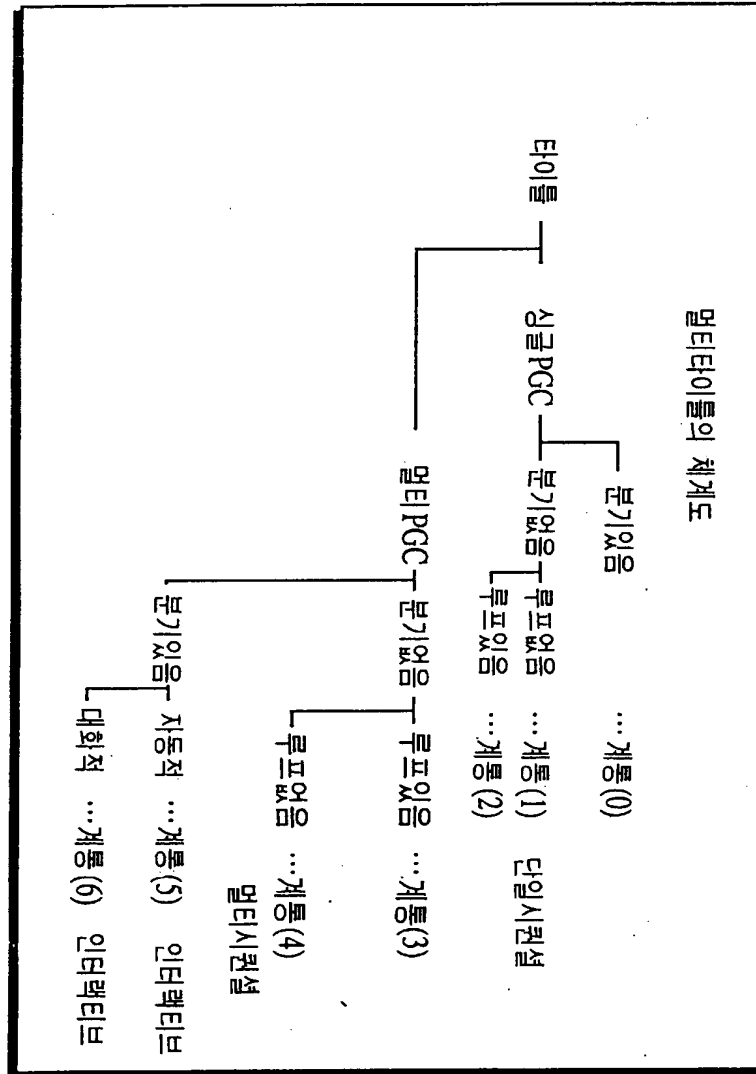 멀티타이틀의 체계도
분기있음 …계통(0)
타이틀 싱글PGC 분기없음 루프없음 …계통(1) 단일시퀀셜
루프있음 …계통(2)
멀티PGC 분기없음 루프있음 …계통(3)
루프없음 …계통(4)
멀티시퀀셜
분기있음 자동적 …계통(5) 인터랙티브
대화적 …계통(6) 인터랙티브